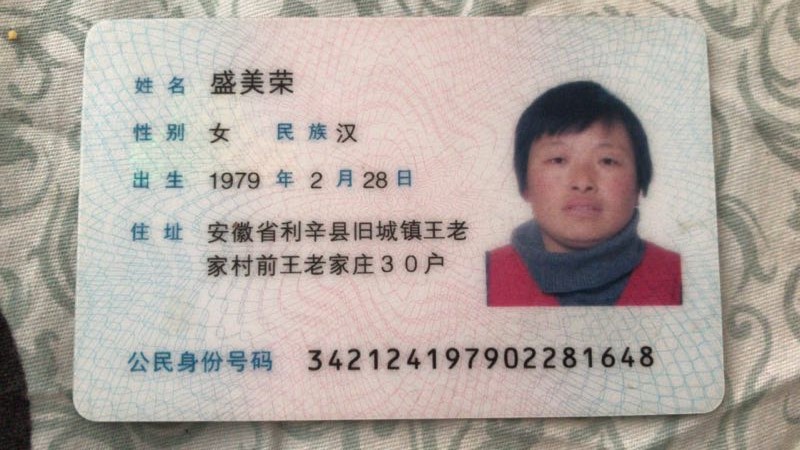 姓名 盛美荣
性别 女 民族 汉
出生 1979 年 2 月 28 日
住址 安徽省利辛县旧城镇王老
家村前王老家庄30户
公民身份号码 342124197902281648